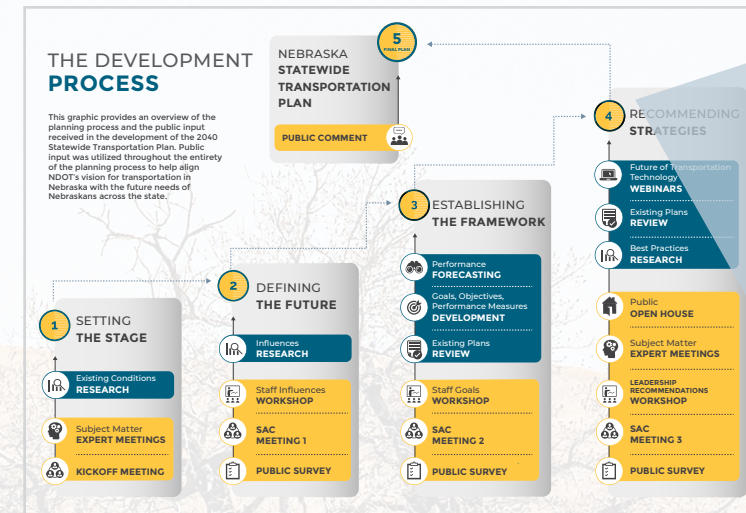 THE DEVELOPMENT
PROCESS
This graphic provides an overview of the
planning process and the public input
received in the development of the 2040
Statewide Transportation Plan. Public
input was utilized throughout the entirety
of the planning process to help align
NDOT's vision for transportation in
Nebraska with the future needs of
Nebraskans across the state.
1
SETTING
THE STAGE
Existing Conditions
RESEARCH
Subject Matter
EXPERT MEETINGS
KICKOFF MEETING
2
DEFINING
THE FUTURE
Influences
RESEARCH
Staff Influences
WORKSHOP
SAC
MEETING 1
PUBLIC SURVEY
3
ESTABLISHING
THE FRAMEWORK
Performance
FORECASTING
Goals, Objectives,
Performance Measures
DEVELOPMENT
Existing Plans
REVIEW
Staff Goals
WORKSHOP
SAC
MEETING 2
PUBLIC SURVEY
4
RECOMMENDING
STRATEGIES
Future of Transportation
Technology
WEBINARS
Existing Plans
REVIEW
Best Practices
RESEARCH
Public
OPEN HOUSE
Subject Matter
EXPERT MEETINGS
LEADERSHIP
RECOMMENDATIONS
WORKSHOP
SAC
MEETING 3
PUBLIC SURVEY
5
FINAL PLAN
NEBRASKA
STATEWIDE
TRANSPORTATION
PLAN
PUBLIC COMMENT